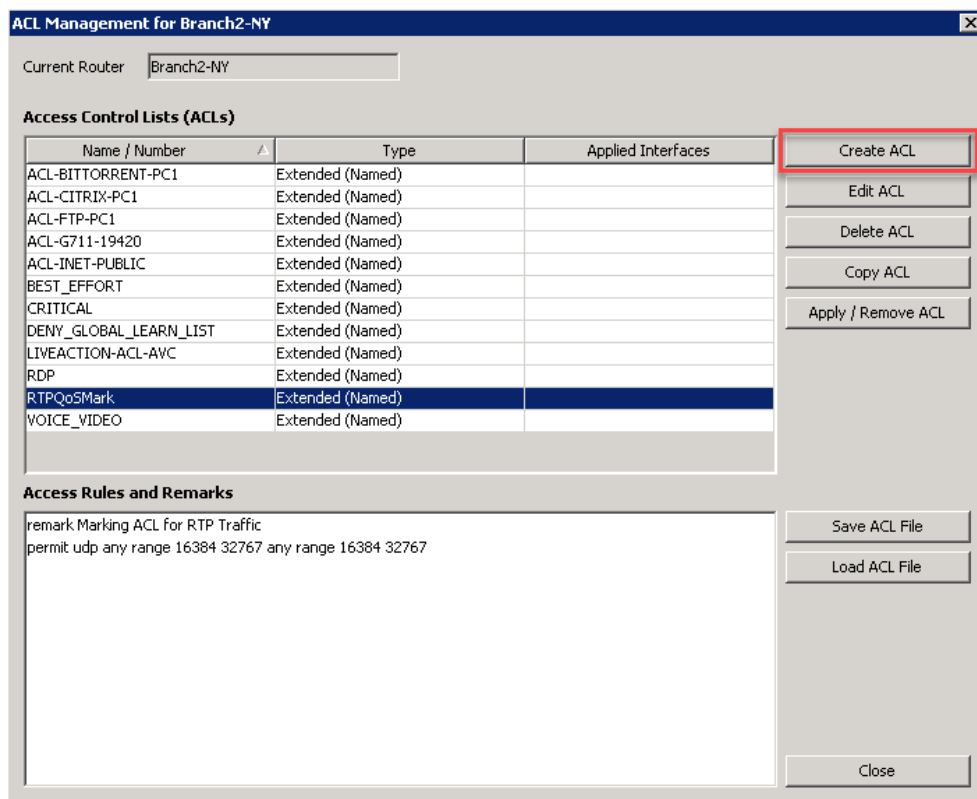 ACL Management for Branch2-NY
Current Router Branch2-NY
Access Control Lists (ACLs)
Name / Number Type Applied Interfaces Create ACL
ACL-BITTORRENT-PC1 Extended (Named)
ACL-CITRIX-PC1 Extended (Named) Edit ACL
ACL-FTP-PC1 Extended (Named)
ACL-G711-19420 Extended (Named) Delete ACL
ACL-INET-PUBLIC Extended (Named) Copy ACL
BEST_EFFORT Extended (Named)
CRITICAL Extended (Named) Apply / Remove ACL
DENY_GLOBAL_LEARN_LIST Extended (Named)
LIVEACTION-ACL-AVC Extended (Named)
RDP Extended (Named)
RTPQoSMark Extended (Named)
VOICE_VIDEO Extended (Named)
Access Rules and Remarks
remark Marking ACL for RTP Traffic Save ACL File
permit udp any range 16384 32767 any range 16384 32767
Load ACL File
Close